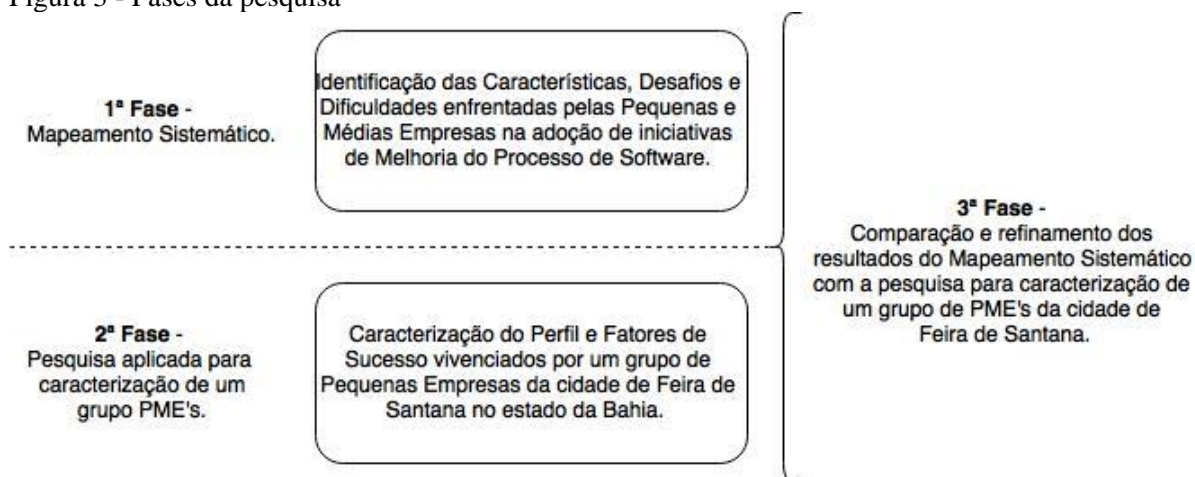 Figura 3 - Fases da pesquisa
1ª Fase -
Mapeamento Sistemático.
Identificação das Características, Desafios e
Dificuldades enfrentadas pelas Pequenas e
Médias Empresas na adoção de iniciativas
de Melhoria do Processo de Software.
2ª Fase -
Pesquisa aplicada para
caracterização de um
grupo PME's.
Caracterização do Perfil e Fatores de
Sucesso vivenciados por um grupo de
Pequenas Empresas da cidade de Feira de
Santana no estado da Bahia.
3ª Fase -
Comparação e refinamento dos
resultados do Mapeamento Sistemático
com a pesquisa para caracterização de
um grupo de PME's da cidade de
Feira de Santana.